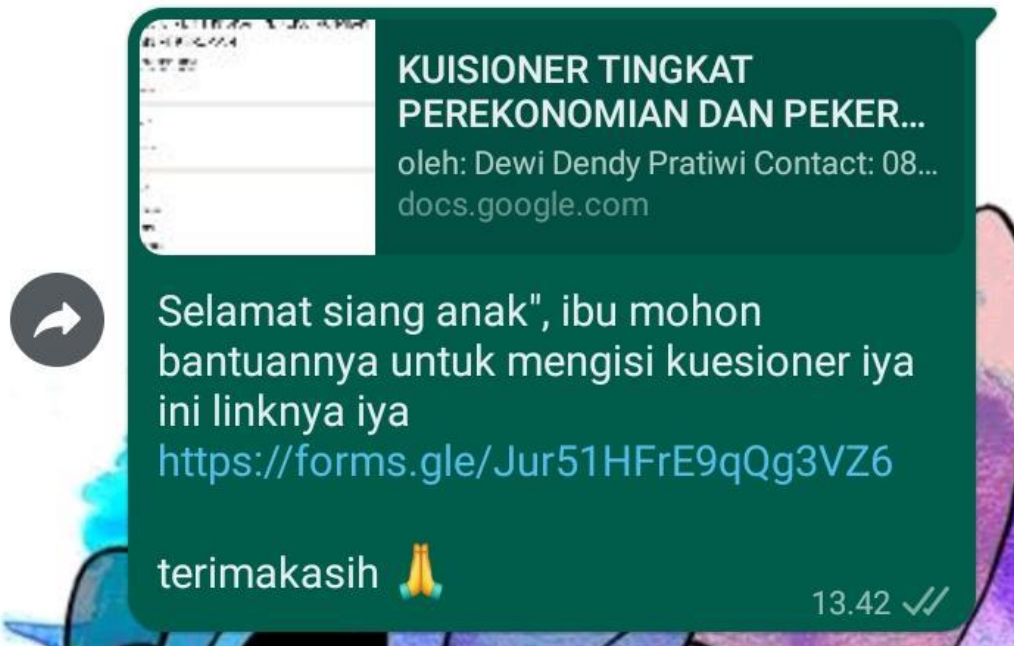 KUISIONER TINGKAT
PEREKONOMIAN DAN PEKER...
oleh: Dewi Dendy Pratiwi Contact: 08...
docs.google.com
Selamat siang anak", ibu mohon
bantuannya untuk mengisi kuesioner iya
ini linknya iya
https://forms.gle/Jur51HFrE9qQg3VZ6
terimakasih 🙏
13.42